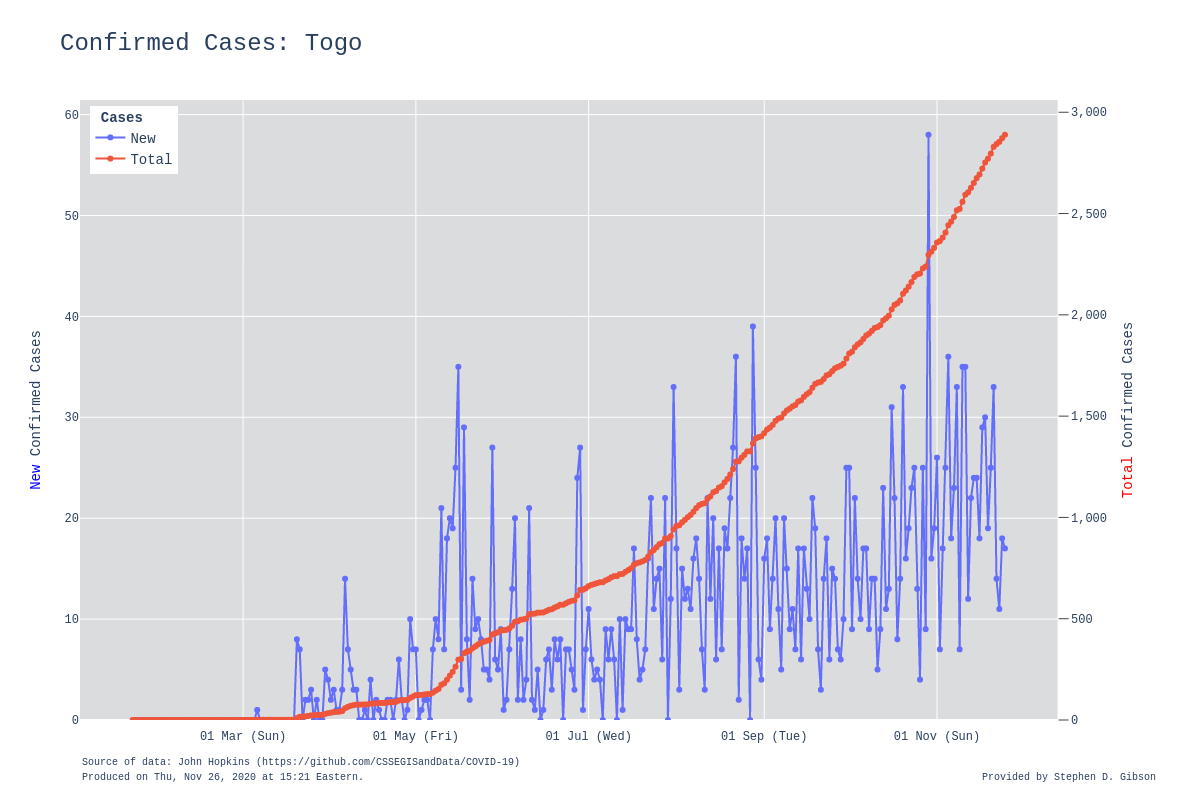 Confirmed Cases: Togo
Cases
New
Total
60
50
40
30
20
10
0
3,000
2,500
2,000
1,500
1,000
500
0
New Confirmed Cases
Total Confirmed Cases
01 Mar (Sun)
01 May (Fri)
01 Jul (Wed)
01 Sep (Tue)
01 Nov (Sun)
Source of data: John Hopkins (https://github.com/CSSEGISandData/COVID-19)
Produced on Thu, Nov 26, 2020 at 15:21 Eastern.
Provided by Stephen D. Gibson